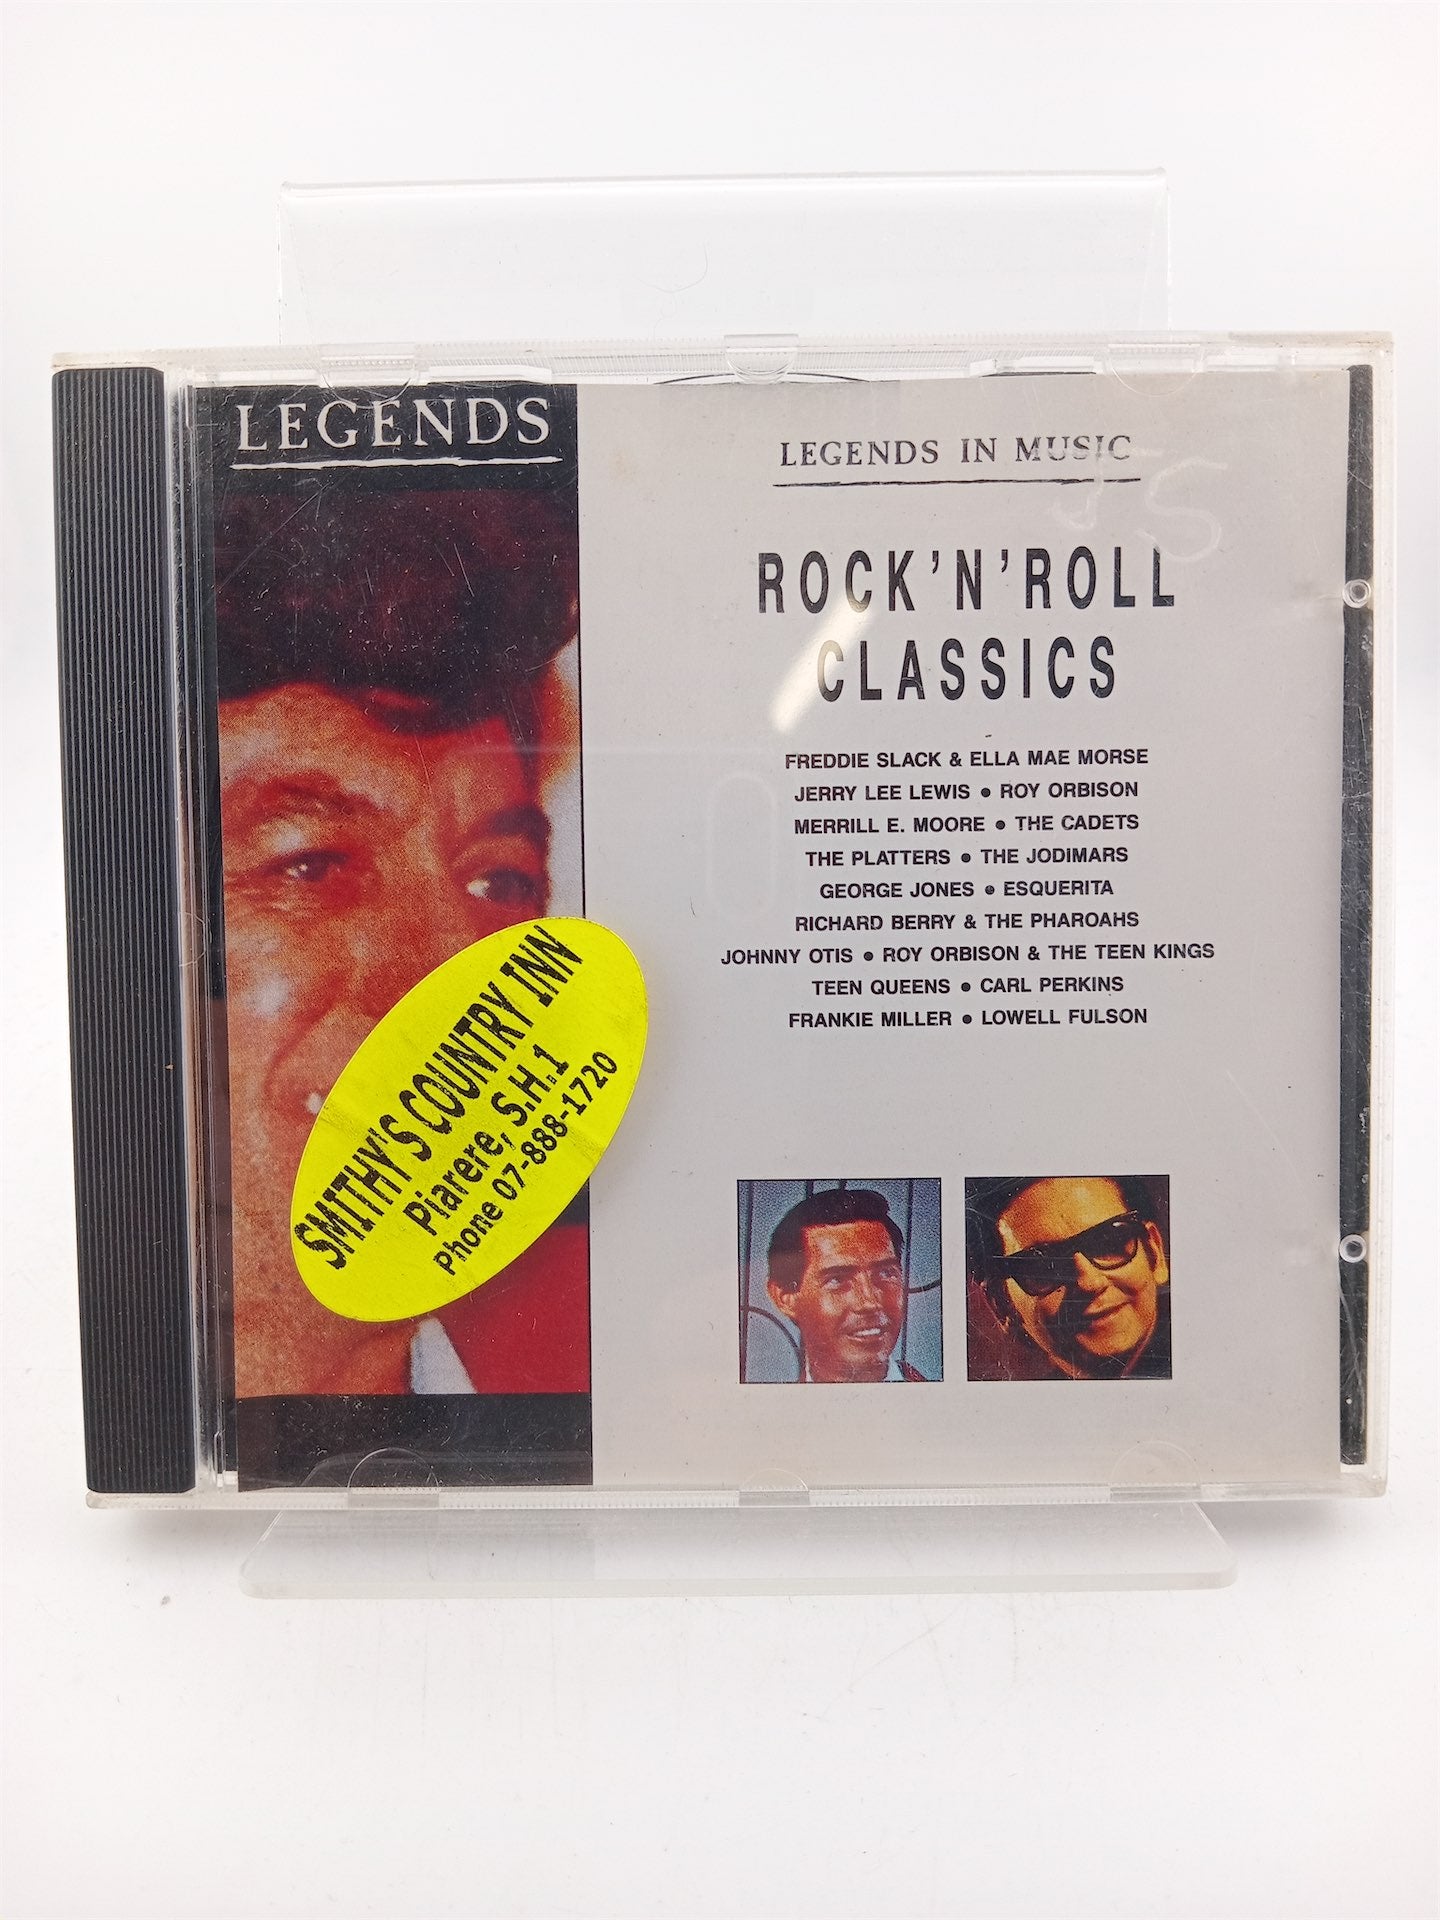 LEGENDS
LEGENDS IN MUSIC
ROCK'N'ROLL
CLASSICS
FREDDIE SLACK & ELLA MAE MORSE
JERRY LEE LEWIS • ROY ORBISON
MERRILL E. MOORE • THE CADETS
THE PLATTERS • THE JODIMARS
GEORGE JONES • ESQUERITA
RICHARD BERRY & THE PHAROAHS
JOHNNY OTIS • ROY ORBISON & THE TEEN KINGS
TEEN QUEENS • CARL PERKINS
FRANKIE MILLER • LOWELL FULSON
SMITHY'S COUNTRY INN
Piarere, S.H.1
Phone 07-888-1720